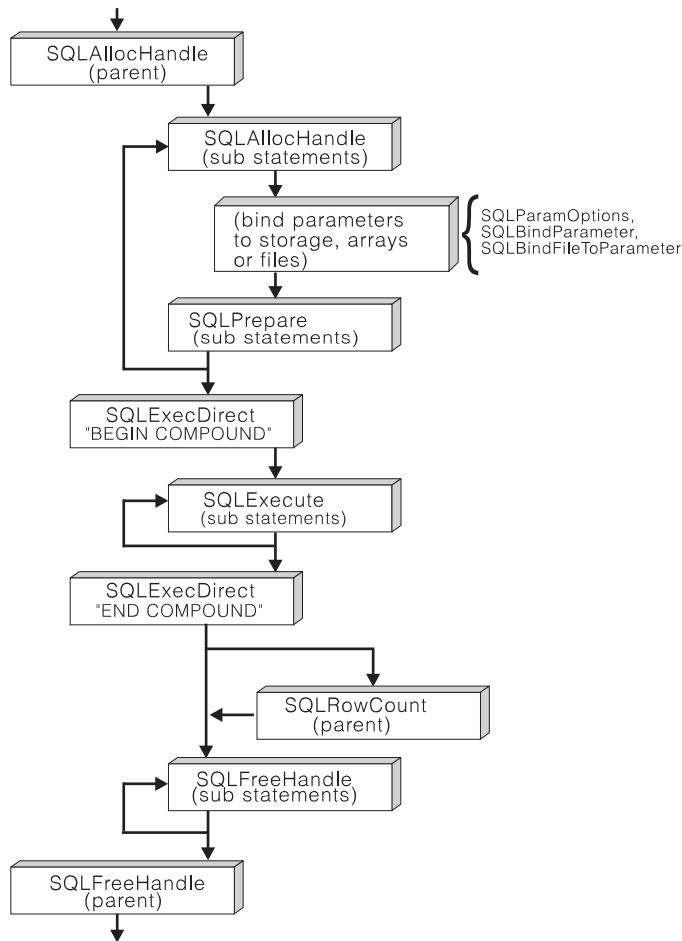 SQLAllocHandle
(parent)
SQLAllocHandle
(sub statements)
(bind parameters
to storage, arrays
or files)
SQLParamOptions,
SQLBindParameter,
SQLBindFileToParameter
SQLPrepare
(sub statements)
SQLExecDirect
"BEGIN COMPOUND"
SQLExecute
(sub statements)
SQLExecDirect
"END COMPOUND"
SQLRowCount
(parent)
SQLFreeHandle
(sub statements)
SQLFreeHandle
(parent)